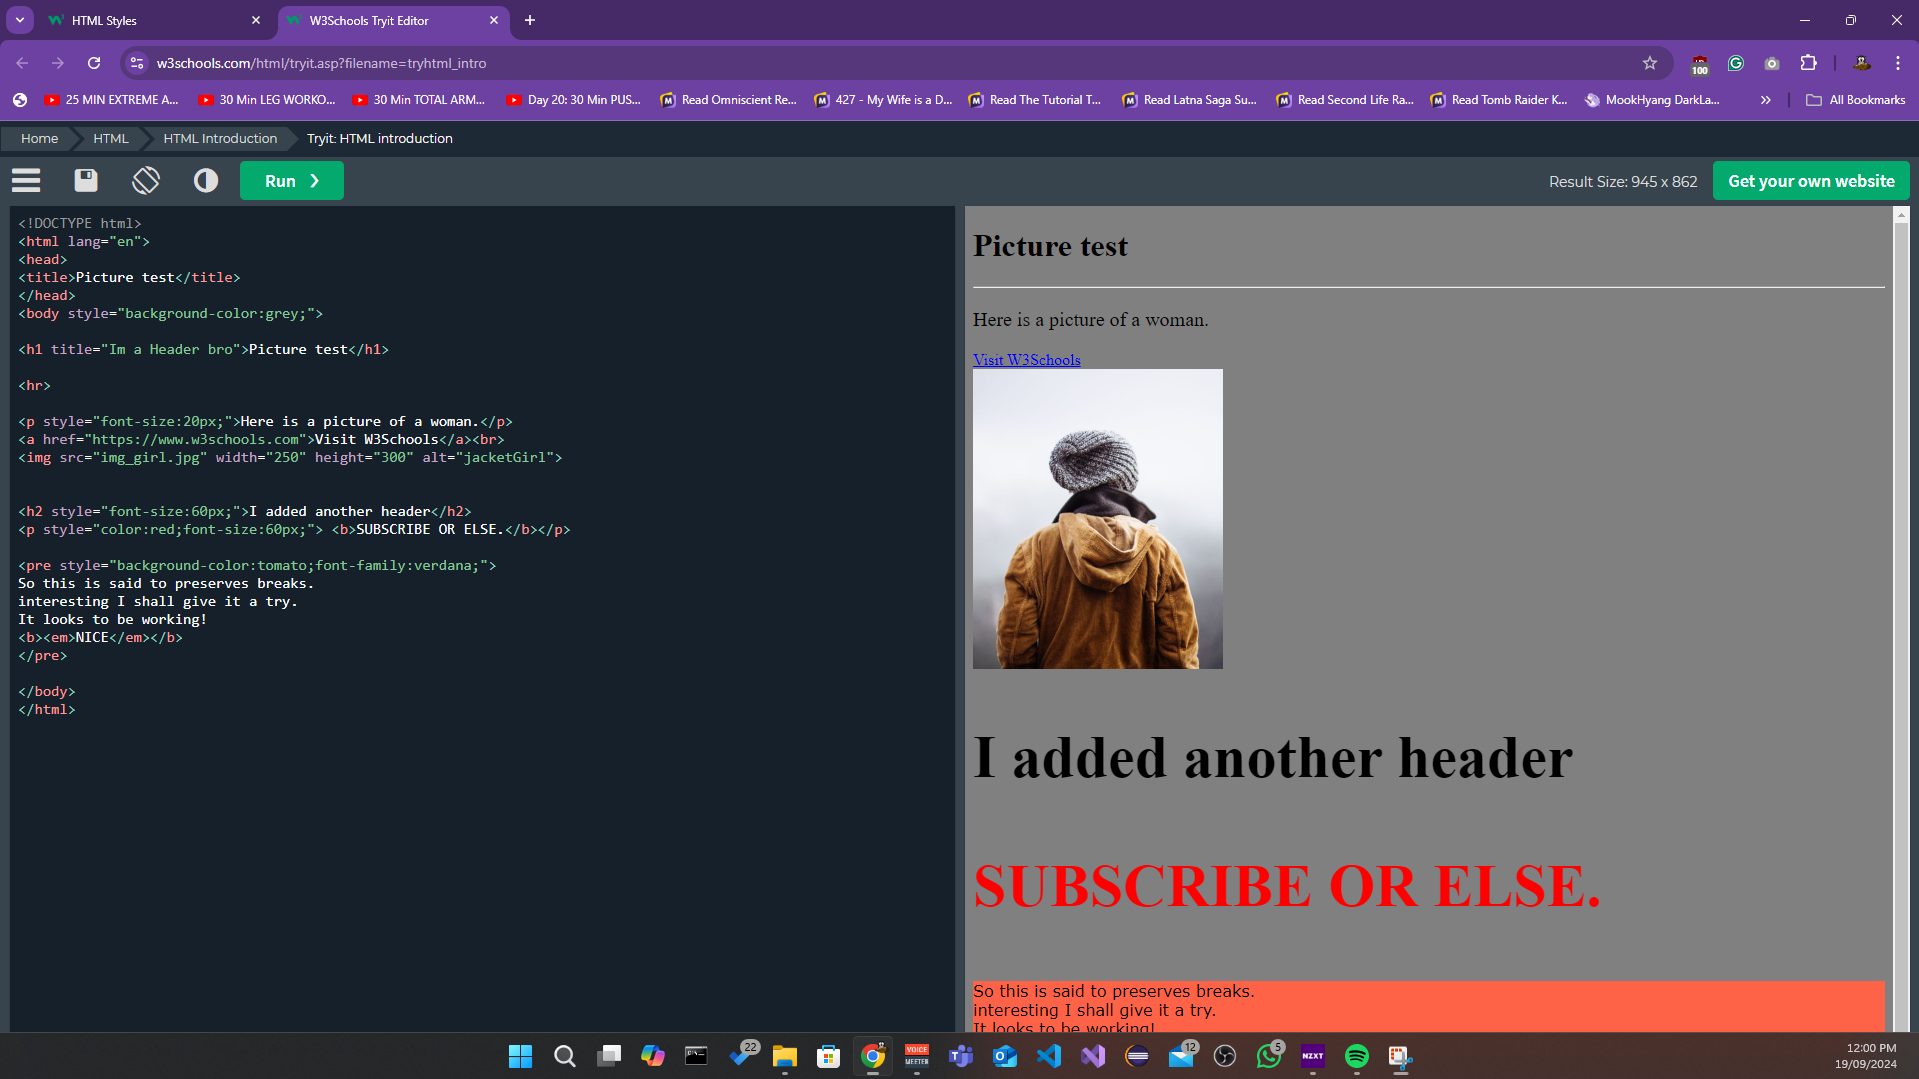 HTML Styles
W3Schools Tryit Editor
w3schools.com/html/tryit.asp?filename=tryhtml_intro
100
25 MIN EXTREME A...
30 Min LEG WORKO...
30 Min TOTAL ARM...
Day 20: 30 Min PUS...
Read Omniscient Re...
427 - My Wife is a D...
Read The Tutorial T...
Read Latna Saga Su...
Read Second Life Ra...
Read Tomb Raider K...
MookHyang DarkLa...
All Bookmarks
Home
HTML
HTML Introduction
Tryit: HTML introduction
Run ❯
Result Size: 945 x 862
Get your own website
<!DOCTYPE html>
<html lang="en">
<head>
<title>Picture test</title>
</head>
<body style="background-color:grey;">
<h1 title="Im a Header bro">Picture test</h1>
<hr>
<p style="font-size:20px;">Here is a picture of a woman.</p>
<a href="https://www.w3schools.com">Visit W3Schools</a><br>
<img src="img_girl.jpg" width="250" height="300" alt="jacketGirl">
<h2 style="font-size:60px;">I added another header</h2>
<p style="color:red;font-size:60px;"> <b>SUBSCRIBE OR ELSE.</b></p>
<pre style="background-color:tomato;font-family:verdana;">
So this is said to preserves breaks.
interesting I shall give it a try.
It looks to be working!
<b><em>NICE</em></b>
</pre>
</body>
</html>
Picture test
Here is a picture of a woman.
Visit W3Schools
I added another header
SUBSCRIBE OR ELSE.
So this is said to preserves breaks.
interesting I shall give it a try.
It looks to be working!
22
VOICE
MEETER
12
5
NZXT
12:00 PM
19/09/2024